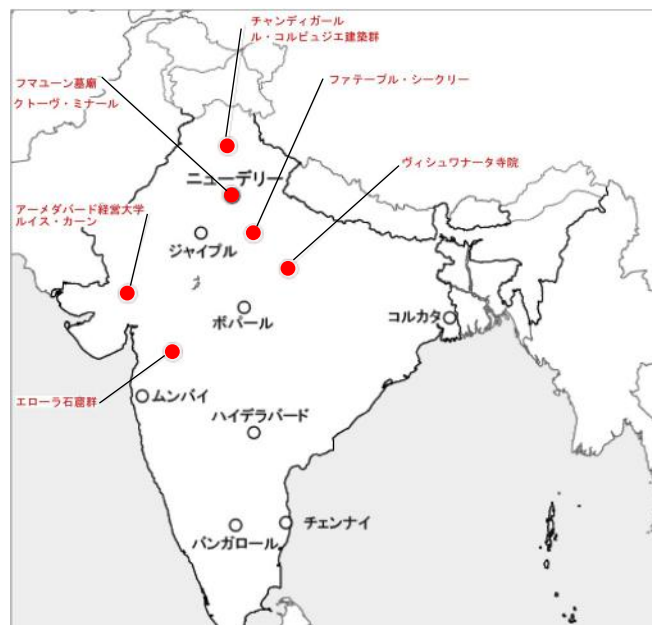 チャンディガール
ル・コルビュジエ建築群
フマユーン墓廟
クトーヴ・ミナール
ファテーブル・シークリー
ヴィシュワナータ寺院
ニューデリー
アーメダバード経営大学
ルイス・カーン
ジャイプル
ボパール
コルカタ
エローラ石窟群
ムンバイ
ハイデラバード
チェンナイ
バンガロール